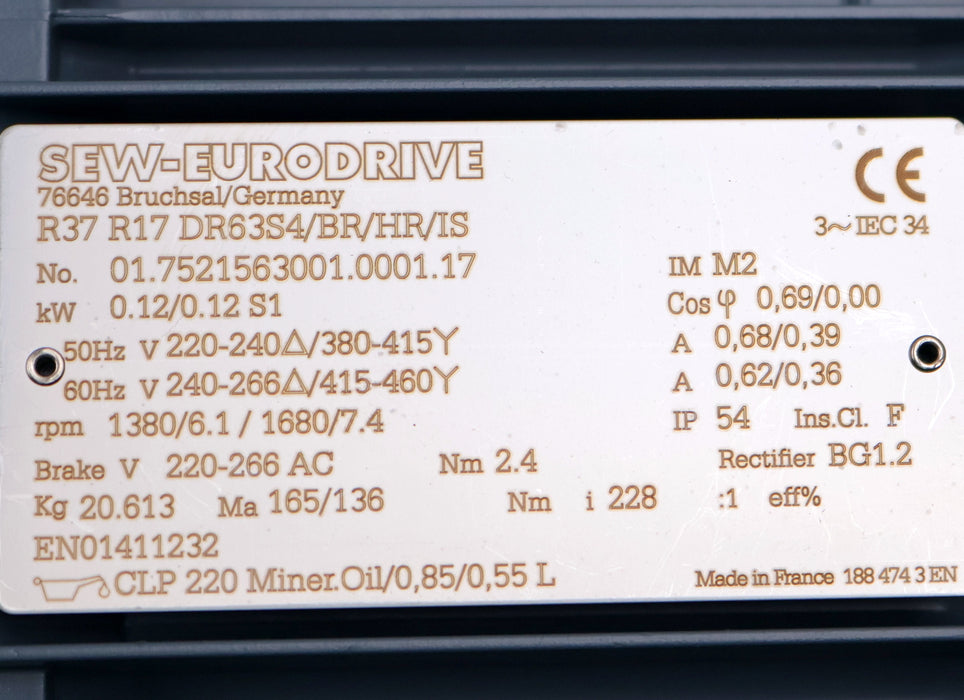 SEW-EURODRIVE
76646 Bruchsal/Germany
CE
R37 R17 DR63S4/BR/HR/IS 3~IEC 34
No. 01.7521563001.0001.17 IM M2
kW 0.12/0.12 S1 Cos φ 0,69/0,00
50Hz V 220-240Δ/380-415Y A 0,68/0,39
60Hz V 240-266Δ/415-460Y A 0,62/0,36
rpm 1380/6.1 / 1680/7.4 IP 54 Ins.Cl. F
Brake V 220-266 AC Nm 2.4 Rectifier BG1.2
Kg 20.613 Ma 165/136 Nm i 228 :1 eff%
EN01411232
CLP 220 Miner.Oil/0,85/0,55 L Made in France 188 474 3 EN